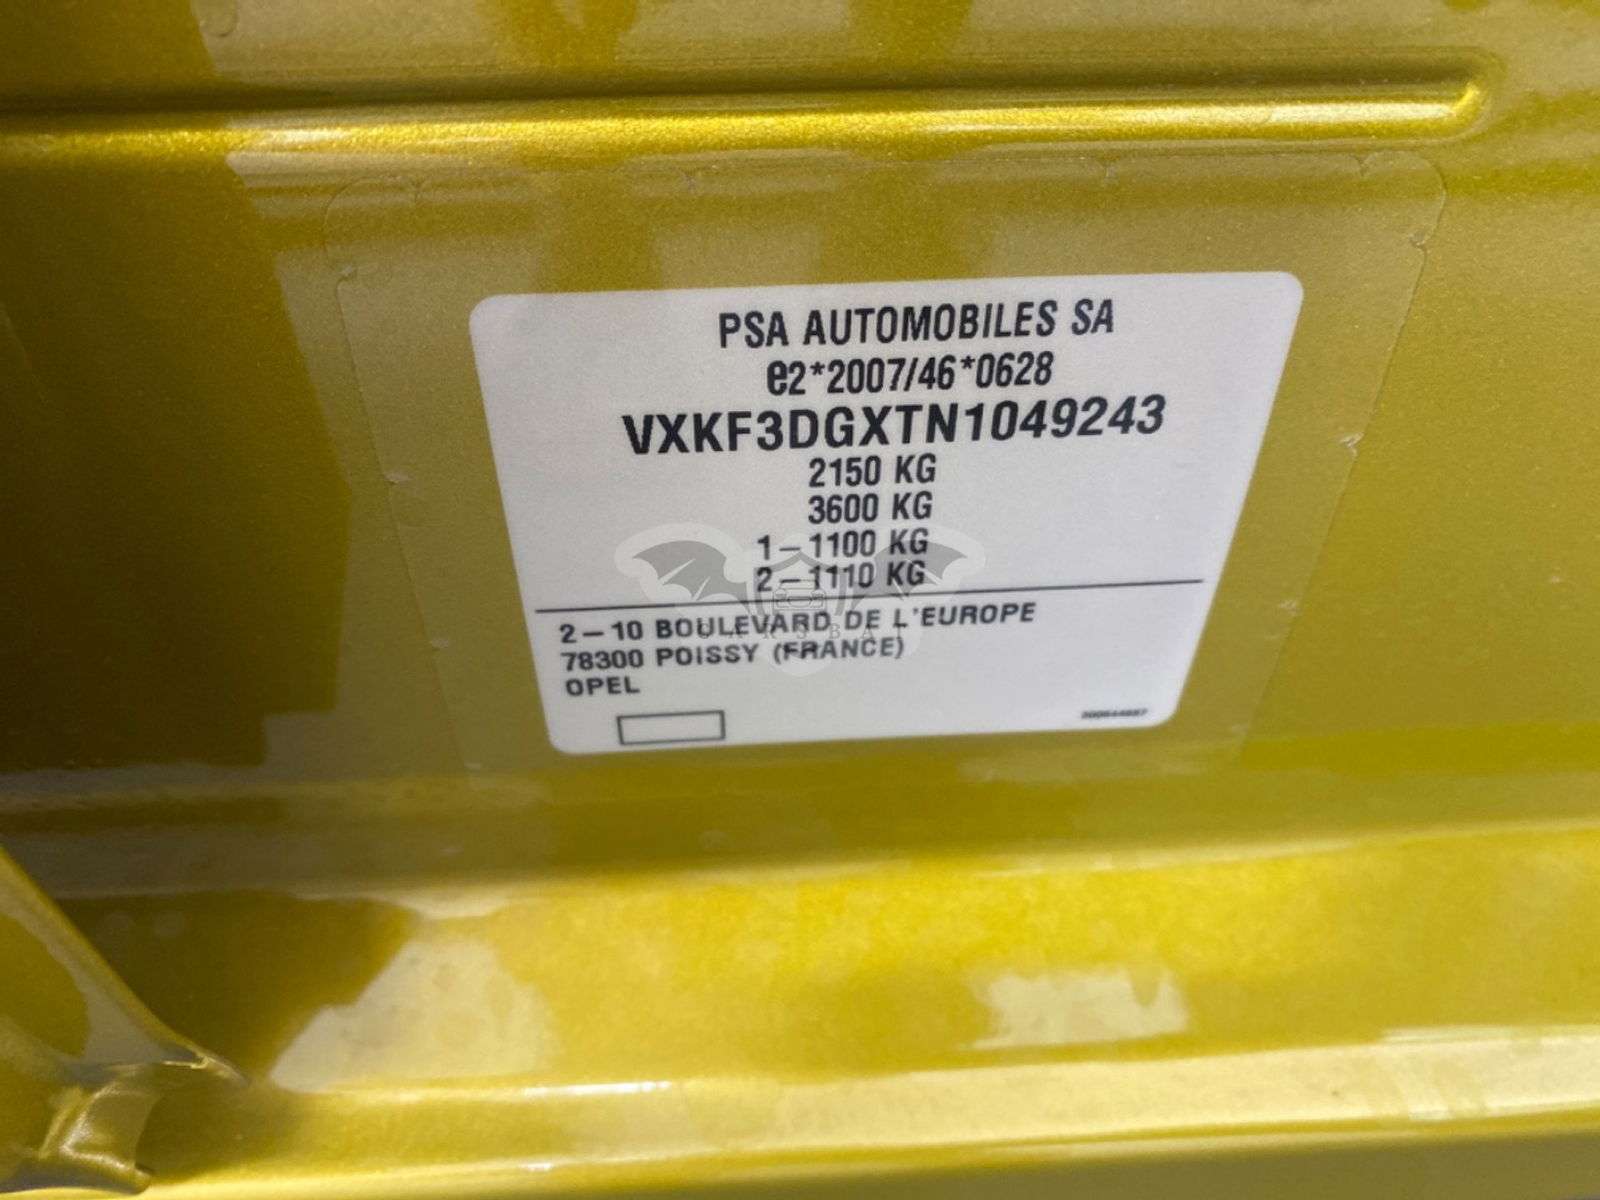 PSA AUTOMOBILES SA
e2*2007/46*0628
VXKF3DGXTN1049243
2150 KG
3600 KG
1-1100 KG
2-1110 KG
2-10 BOULEVARD DE L'EUROPE
CARSBAT
78300 POISSY (FRANCE)
OPEL